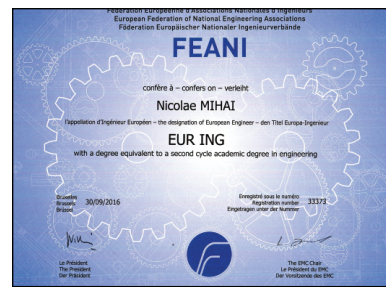 Fédération Européenne d'Associations Nationales d'Ingénieurs
European Federation of National Engineering Associations
Föderation Europäischer Nationaler Ingenieurverbände
FEANI
confère à – confers on – verleiht
Nicolae MIHAI
l'appellation d'Ingénieur Européen – the designation of European Engineer – den Titel Europa-Ingenieur
EUR ING
with a degree equivalent to a second cycle academic degree in engineering
Bruxelles
Brussels 30/09/2016
Brüssel
Enregistré sous le numéro
Registration number 33373
Eingetragen unter der Nummer
Le Président
The President
Der Präsident
The EMC Chair
Le Président du EMC
Der Vorsitzende des EMC